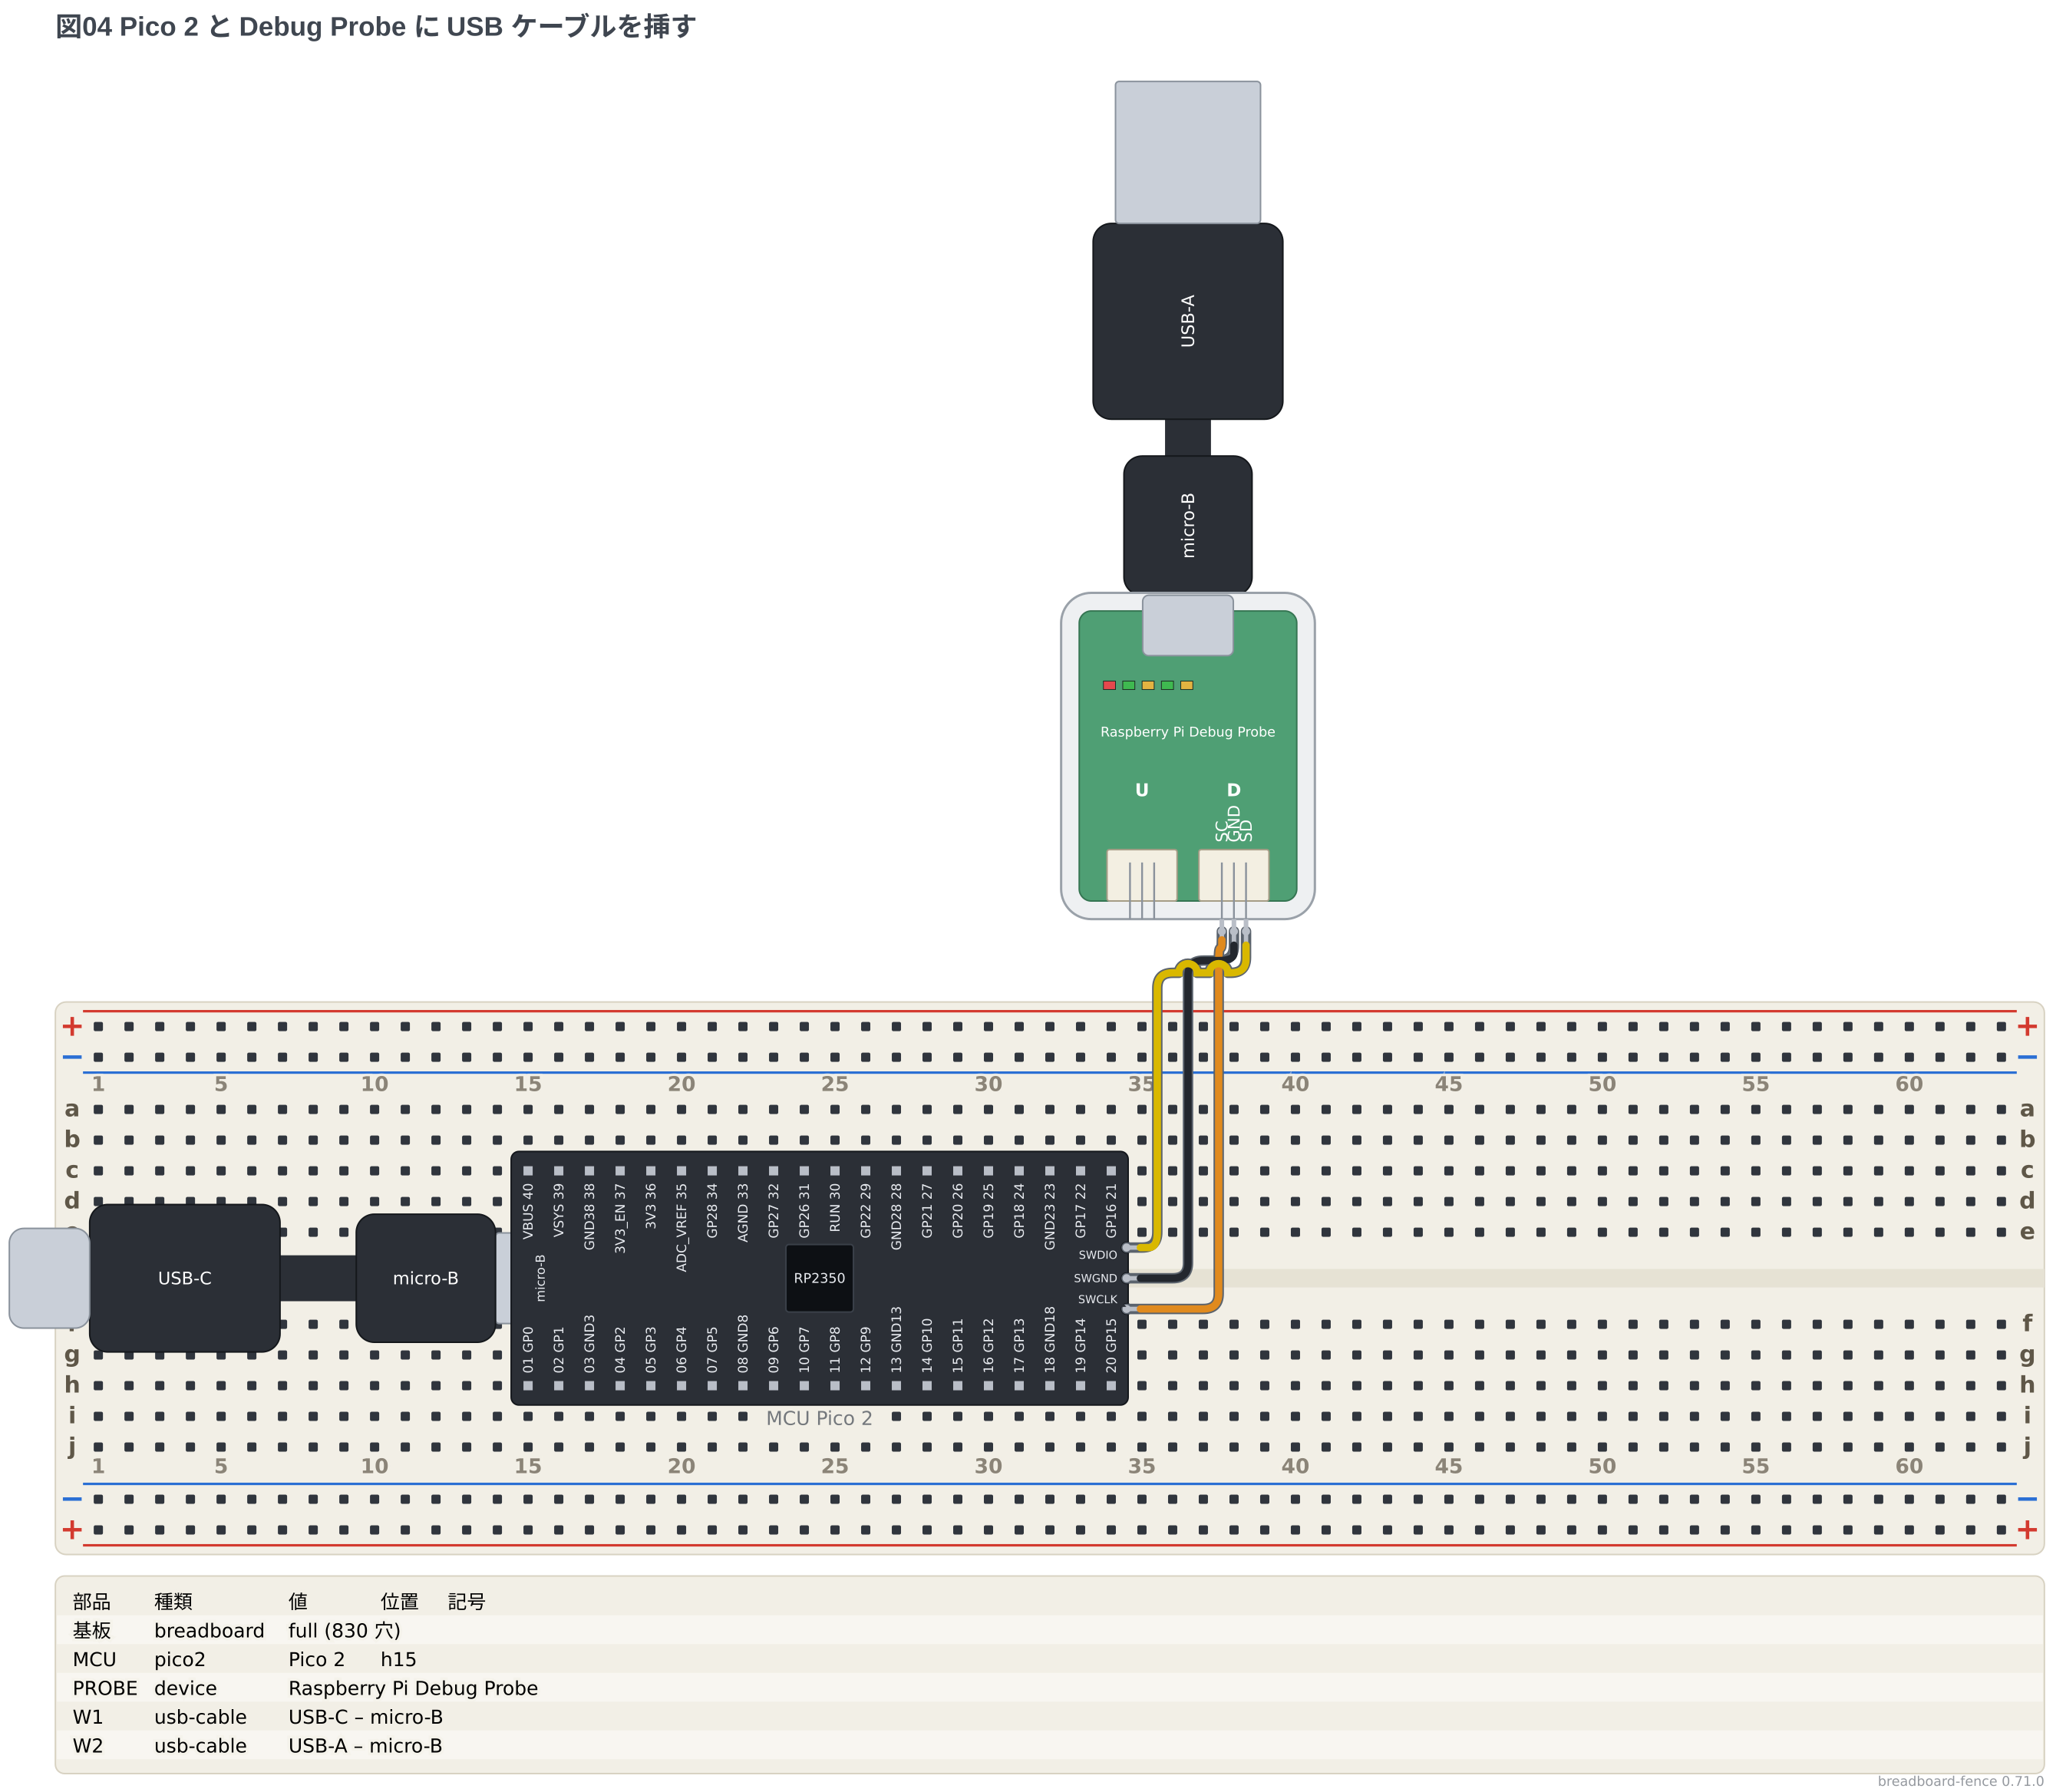 図04 Pico 2 と Debug Probe に USB ケーブルを挿す
USB-A
micro-B
Raspberry Pi Debug Probe
U D
SC GND SD
+ +
− −
1 5 10 15 20 25 30 35 40 45 50 55 60
a a
b b
c c
d d
e
VBUS 40 VSYS 39 GND38 38 3V3_EN 37 3V3 36 ADC_VREF 35 GP28 34 AGND 33 GP27 32 GP26 31 RUN 30 GP22 29 GND28 28 GP21 27 GP20 26 GP19 25 GP18 24 GND23 23 GP17 22 GP16 21
SWDIO
USB-C micro-B micro-B RP2350 SWGND
SWCLK
01 GP0 02 GP1 03 GND3 04 GP2 05 GP3 06 GP4 07 GP5 08 GND8 09 GP6 10 GP7 11 GP8 12 GP9 13 GND13 14 GP10 15 GP11 16 GP12 17 GP13 18 GND18 19 GP14 20 GP15
f
g g
h h
i i
MCU Pico 2
j j
1 5 10 15 20 25 30 35 40 45 50 55 60
− −
+ +
部品 種類 値 位置 記号
基板 breadboard full (830 穴)
MCU pico2 Pico 2 h15
PROBE device Raspberry Pi Debug Probe
W1 usb-cable USB-C – micro-B
W2 usb-cable USB-A – micro-B
breadboard-fence 0.71.0